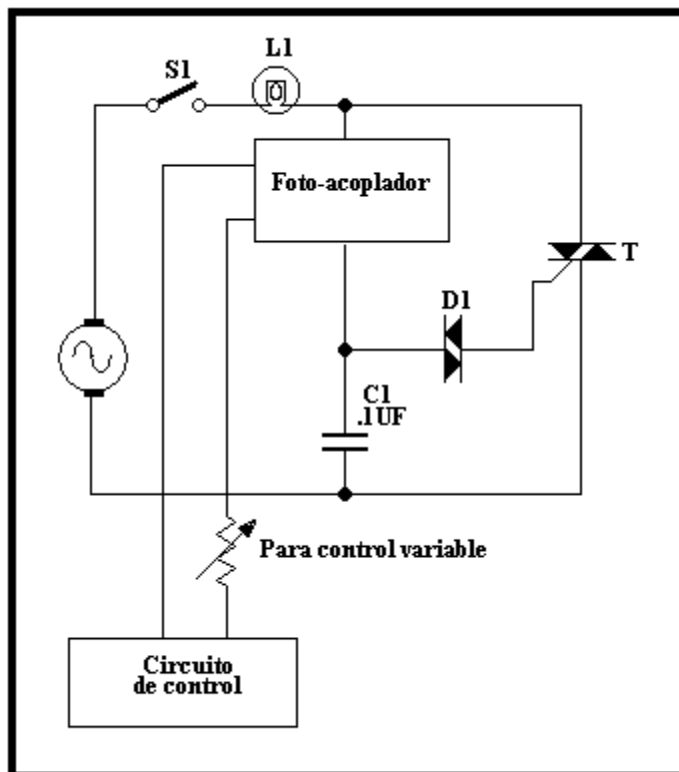 L1
S1
Foto-acoplador
T
D1
C1
.1UF
Para control variable
Circuito
de control